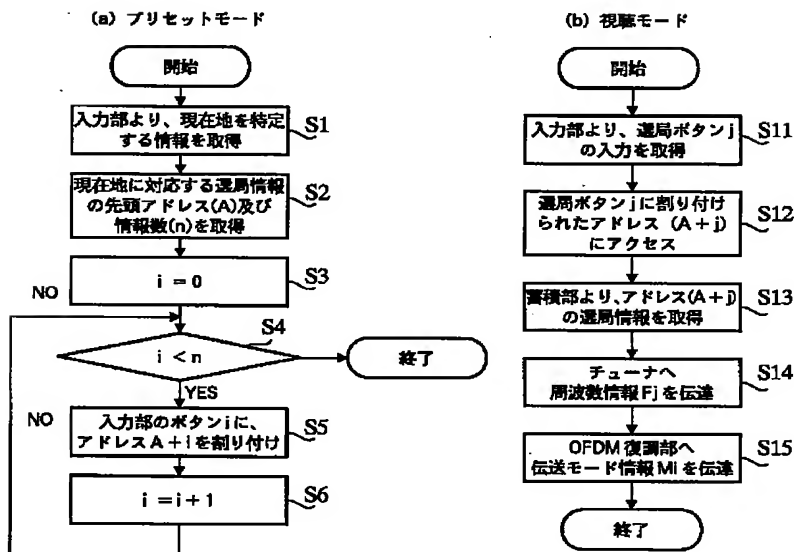 (a) プリセットモード
開始
入力部より、現在地を特定
する情報を取得
S1
現在地に対応する選局情報
の先頭アドレス(A)及び
情報数(n)を取得
S2
i = 0
S3
NO
S4
i < n
終了
YES
NO
入力部のボタンiに、
アドレスA+iを割り付け
S5
i = i + 1
S6
(b) 視聴モード
開始
入力部より、選局ボタンj
の入力を取得
S11
選局ボタンjに割り付け
られたアドレス (A+j)
にアクセス
S12
蓄積部より、アドレス(A+j)
の選局情報を取得
S13
チューナへ
周波数情報Fjを伝達
S14
OFDM復調部へ
伝送モード情報Miを伝達
S15
終了